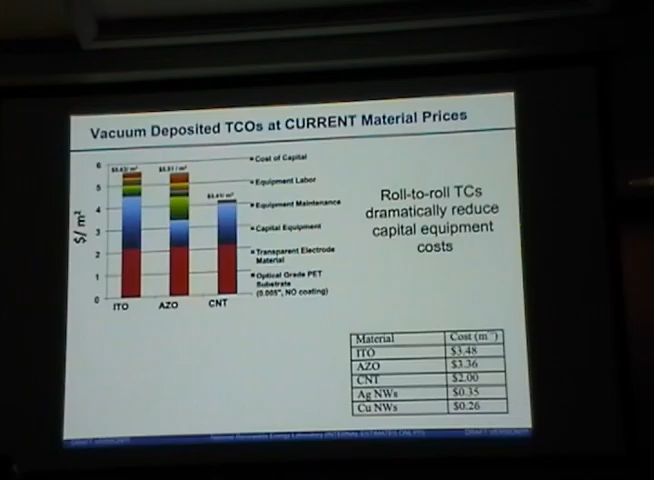 Vacuum Deposited TCOs at CURRENT Material Prices
6
5
4
3
2
1
0
$/ m²
ITO
AZO
CNT
Cost of Capital
Equipment Labor
Equipment Maintenance
Capital Equipment
Transparent Electrode
Material
Optical Grade PET
Substrate
(0.005", NO coating)
Roll-to-roll TCs
dramatically reduce
capital equipment
costs
Material Cost (m⁻²)
ITO $3.48
AZO $3.36
CNT $2.00
Ag NWs $0.35
Cu NWs $0.26